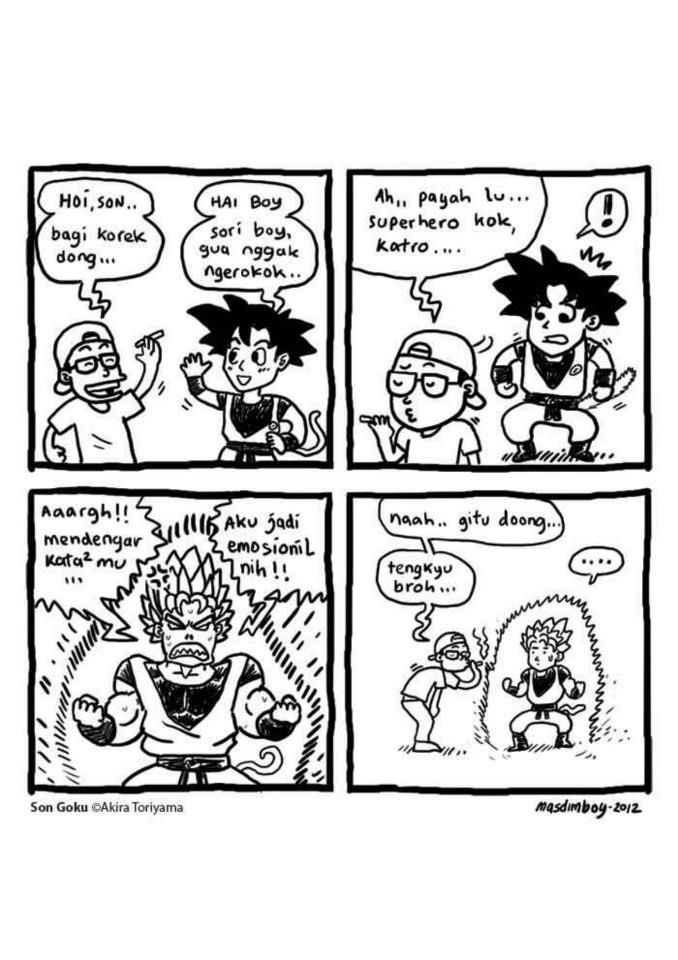 HOI, SON..
bagi korek
dong...
HAI BOY
sori boy,
gua nggak
ngerokok..
Ah,, payah lu...
superhero kok,
katro....
!!
Aaargh!!
mendengar
kata² mu
...
Aku jadi
emosionil
nih!!
naah.. gitu doong...
tengkyu
broh...
....
Son Goku ©Akira Toriyama
masdimboy-2012